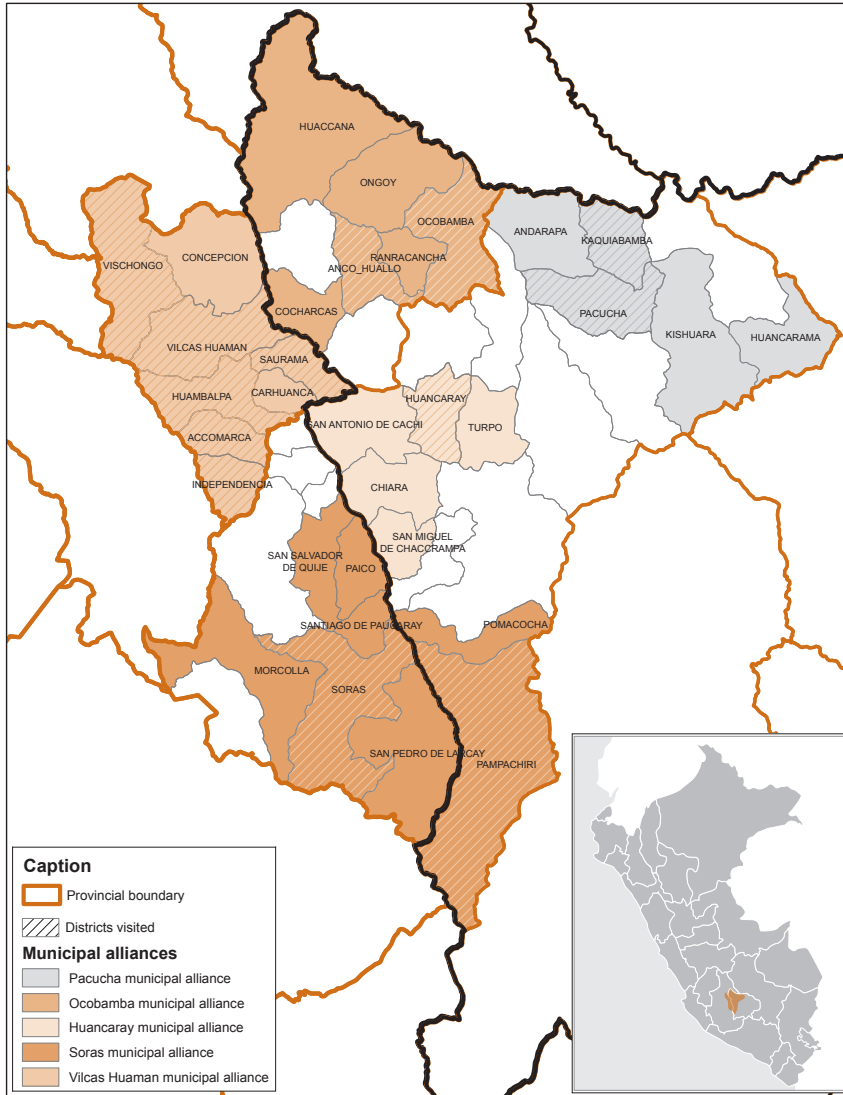 HUACCANA
ONGOY
OCOBAMBA
ANDARAPA
KAQUIABAMBA
CONCEPCION
VISCHONGO
RANRACANCHA
ANCO_HUALLO
COCHARCAS
PACUCHA
KISHUARA
HUANCARAMA
VILCAS HUAMAN
SAURAMA
HUAMBALPA
CARHUANCA
HUANCARAY
SAN ANTONIO DE CACHI
TURPO
ACCOMARCA
INDEPENDENCIA
CHIARA
SAN MIGUEL
DE CHACCRAMPA
SAN SALVADOR
DE QUIJE
PAICO
SANTIAGO DE PAUCARAY
POMACOCHA
MORCOLLA
SORAS
SAN PEDRO DE LARCAY
PAMPACHIRI
Caption
Provincial boundary
Districts visited
Municipal alliances
Pacucha municipal alliance
Ocobamba municipal alliance
Huancaray municipal alliance
Soras municipal alliance
Vilcas Huaman municipal alliance